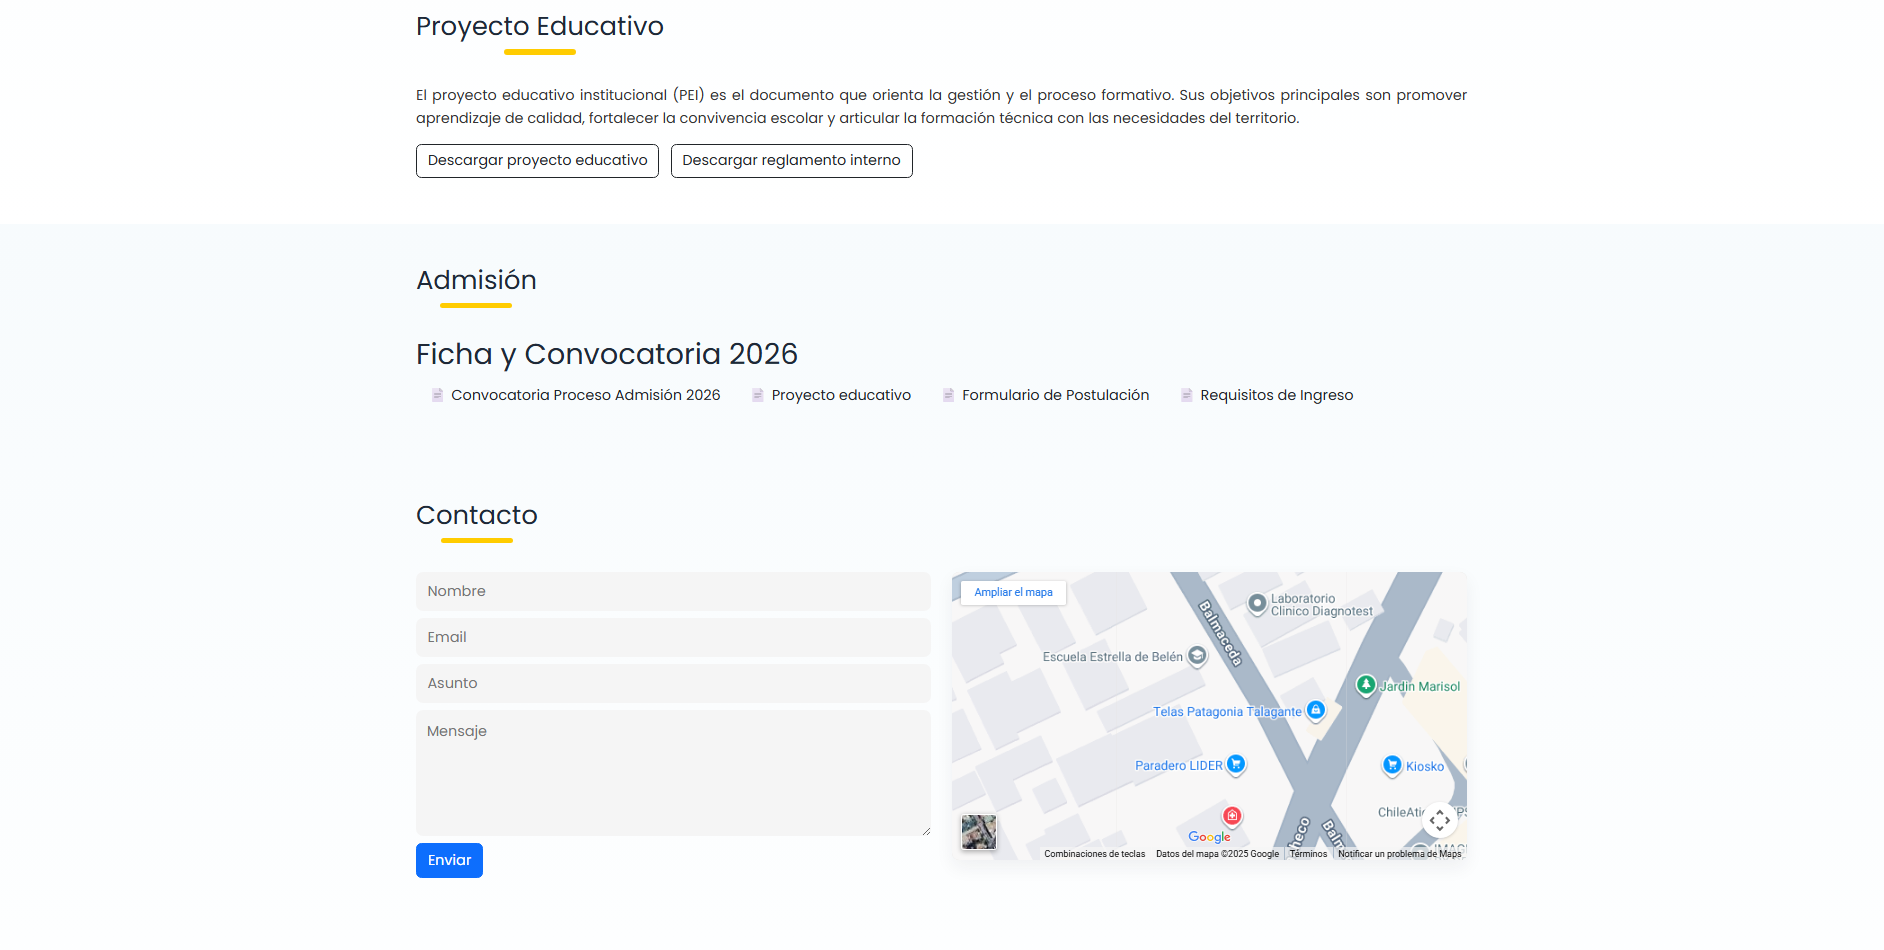 Proyecto Educativo
El proyecto educativo institucional (PEI) es el documento que orienta la gestión y el proceso formativo. Sus objetivos principales son promover
aprendizaje de calidad, fortalecer la convivencia escolar y articular la formación técnica con las necesidades del territorio.
Descargar proyecto educativo
Descargar reglamento interno
Admisión
Ficha y Convocatoria 2026
Convocatoria Proceso Admisión 2026
Proyecto educativo
Formulario de Postulación
Requisitos de Ingreso
Contacto
Nombre
Email
Asunto
Mensaje
Enviar
Ampliar el mapa
Laboratorio
Clinico Diagnotest
Balmaceda
Escuela Estrella de Belén
Jardin Marisol
Telas Patagonia Talagante
Paradero LIDER
Kiosko
Google
Combinaciones de teclas
Datos del mapa ©2025 Google
Términos
Notificar un problema de Maps